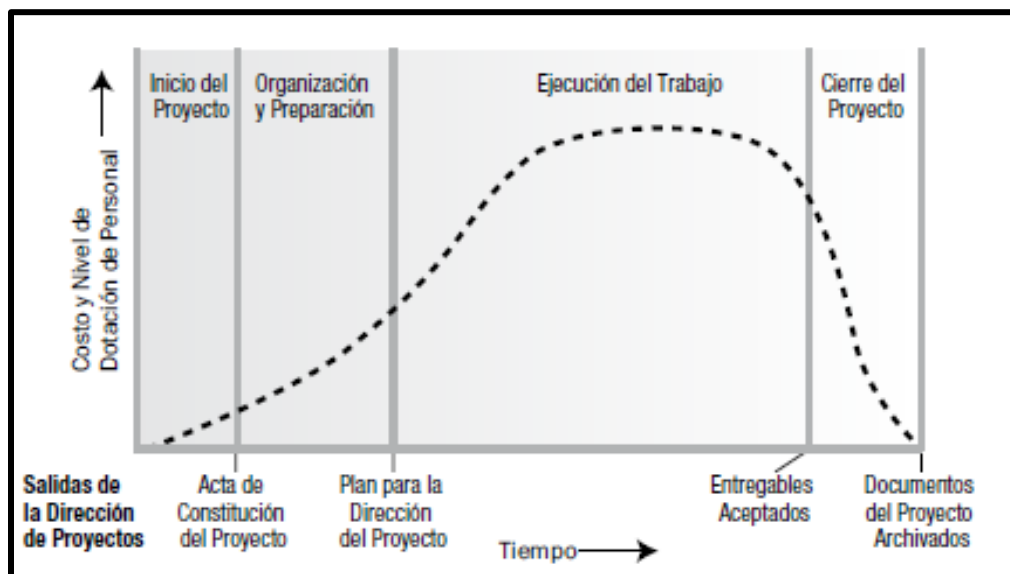 Inicio del
Proyecto
Organización
y Preparación
Ejecución del Trabajo
Cierre del
Proyecto
Costo y Nivel de
Dotación de Personal
Salidas de
la Dirección
de Proyectos
Acta de
Constitución
del Proyecto
Plan para la
Dirección
del Proyecto
Tiempo
Entregables
Aceptados
Documentos
del Proyecto
Archivados